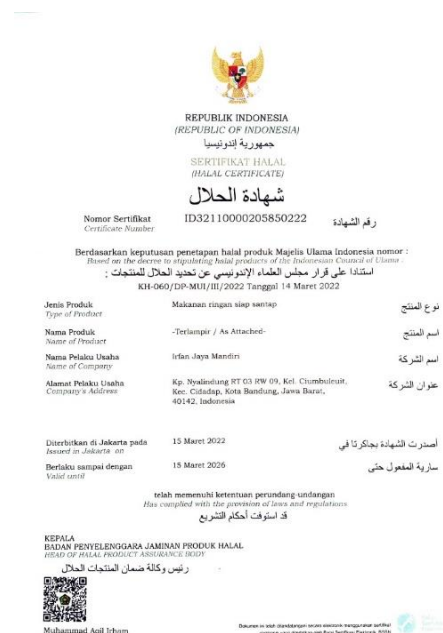 REPUBLIK INDONESIA
(REPUBLIC OF INDONESIA)
جمهورية إندونيسيا
SERTIFIKAT HALAL
(HALAL CERTIFICATE)
شهادة الحلال
Nomor Sertifikat ID32110000205850222 رقم الشهادة
Certificate Number
Berdasarkan keputusan penetapan halal produk Majelis Ulama Indonesia nomor :
Based on the decree to stipulating halal products of the Indonesian Council of Ulama :
استنادا على قرار مجلس العلماء الإندونيسي عن تحديد الحلال للمنتجات :
KH-060/DP-MUI/III/2022 Tanggal 14 Maret 2022
Jenis Produk Makanan ringan siap santap نوع المنتج
Type of Product
Nama Produk -Terlampir / As Attached- اسم المنتج
Name of Product
Nama Pelaku Usaha Irfan Jaya Mandiri اسم الشركة
Name of Company
Alamat Pelaku Usaha Kp. Nyalindung RT 03 RW 09, Kel. Ciumbuleuit, عنوان الشركة
Company's Address Kec. Cidadap, Kota Bandung, Jawa Barat,
40142, Indonesia
Diterbitkan di Jakarta pada 15 Maret 2022 أصدرت الشهادة بجاكرتا في
Issued in Jakarta on
Berlaku sampai dengan 15 Maret 2026 سارية المفعول حتى
Valid until
telah memenuhi ketentuan perundang-undangan
Has complied with the provision of laws and regulations
قد استوفت أحكام التشريع
KEPALA
BADAN PENYELENGGARA JAMINAN PRODUK HALAL
HEAD OF HALAL PRODUCT ASSURANCE BODY
رئيس وكالة ضمان المنتجات الحلال
Muhammad Aqil Irham
Dokumen ini telah ditandatangani secara elektronik menggunakan sertifikat